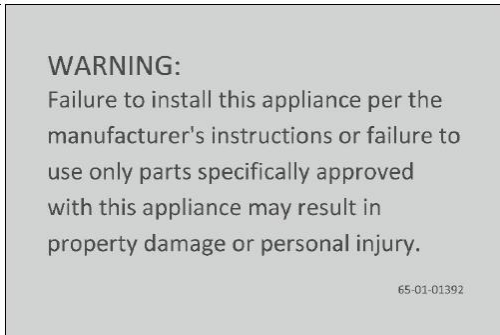 WARNING:
Failure to install this appliance per the
manufacturer's instructions or failure to
use only parts specifically approved
with this appliance may result in
property damage or personal injury.
65-01-01392